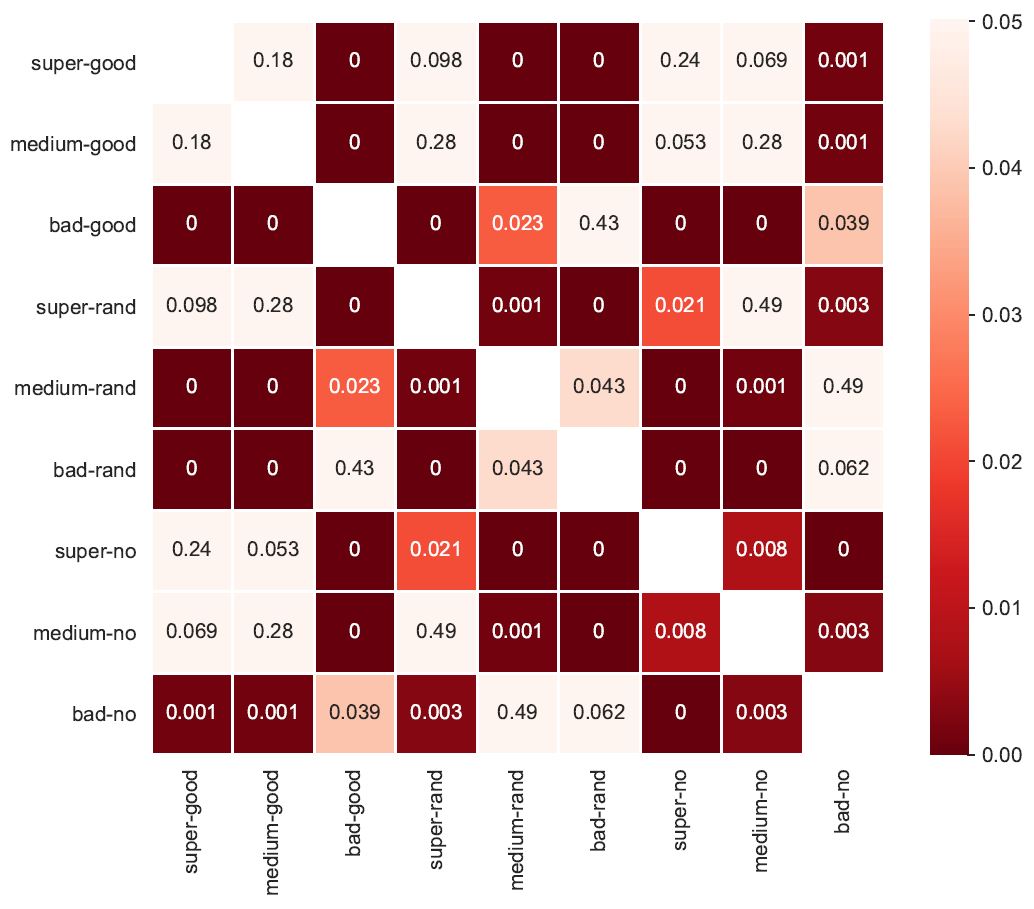 super-good 0.18 0 0.098 0 0 0.24 0.069 0.001
medium-good 0.18 0 0.28 0 0 0.053 0.28 0.001
bad-good 0 0 0 0.023 0.43 0 0 0.039
super-rand 0.098 0.28 0 0.001 0 0.021 0.49 0.003
medium-rand 0 0 0.023 0.001 0.043 0 0.001 0.49
bad-rand 0 0 0.43 0 0.043 0 0 0.062
super-no 0.24 0.053 0 0.021 0 0 0.008 0
medium-no 0.069 0.28 0 0.49 0.001 0 0.008 0.003
bad-no 0.001 0.001 0.039 0.003 0.49 0.062 0 0.003
super-good
medium-good
bad-good
super-rand
medium-rand
bad-rand
super-no
medium-no
bad-no
0.05
0.04
0.03
0.02
0.01
0.00